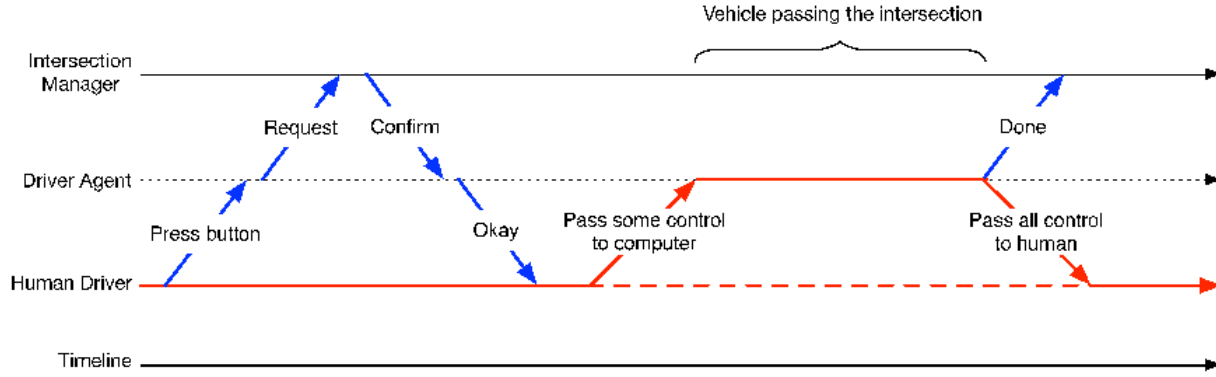 Vehicle passing the intersection
Intersection
Manager
Request
Confirm
Done
Driver Agent
Press button
Okay
Pass some control
to computer
Pass all control
to human
Human Driver
Timeline